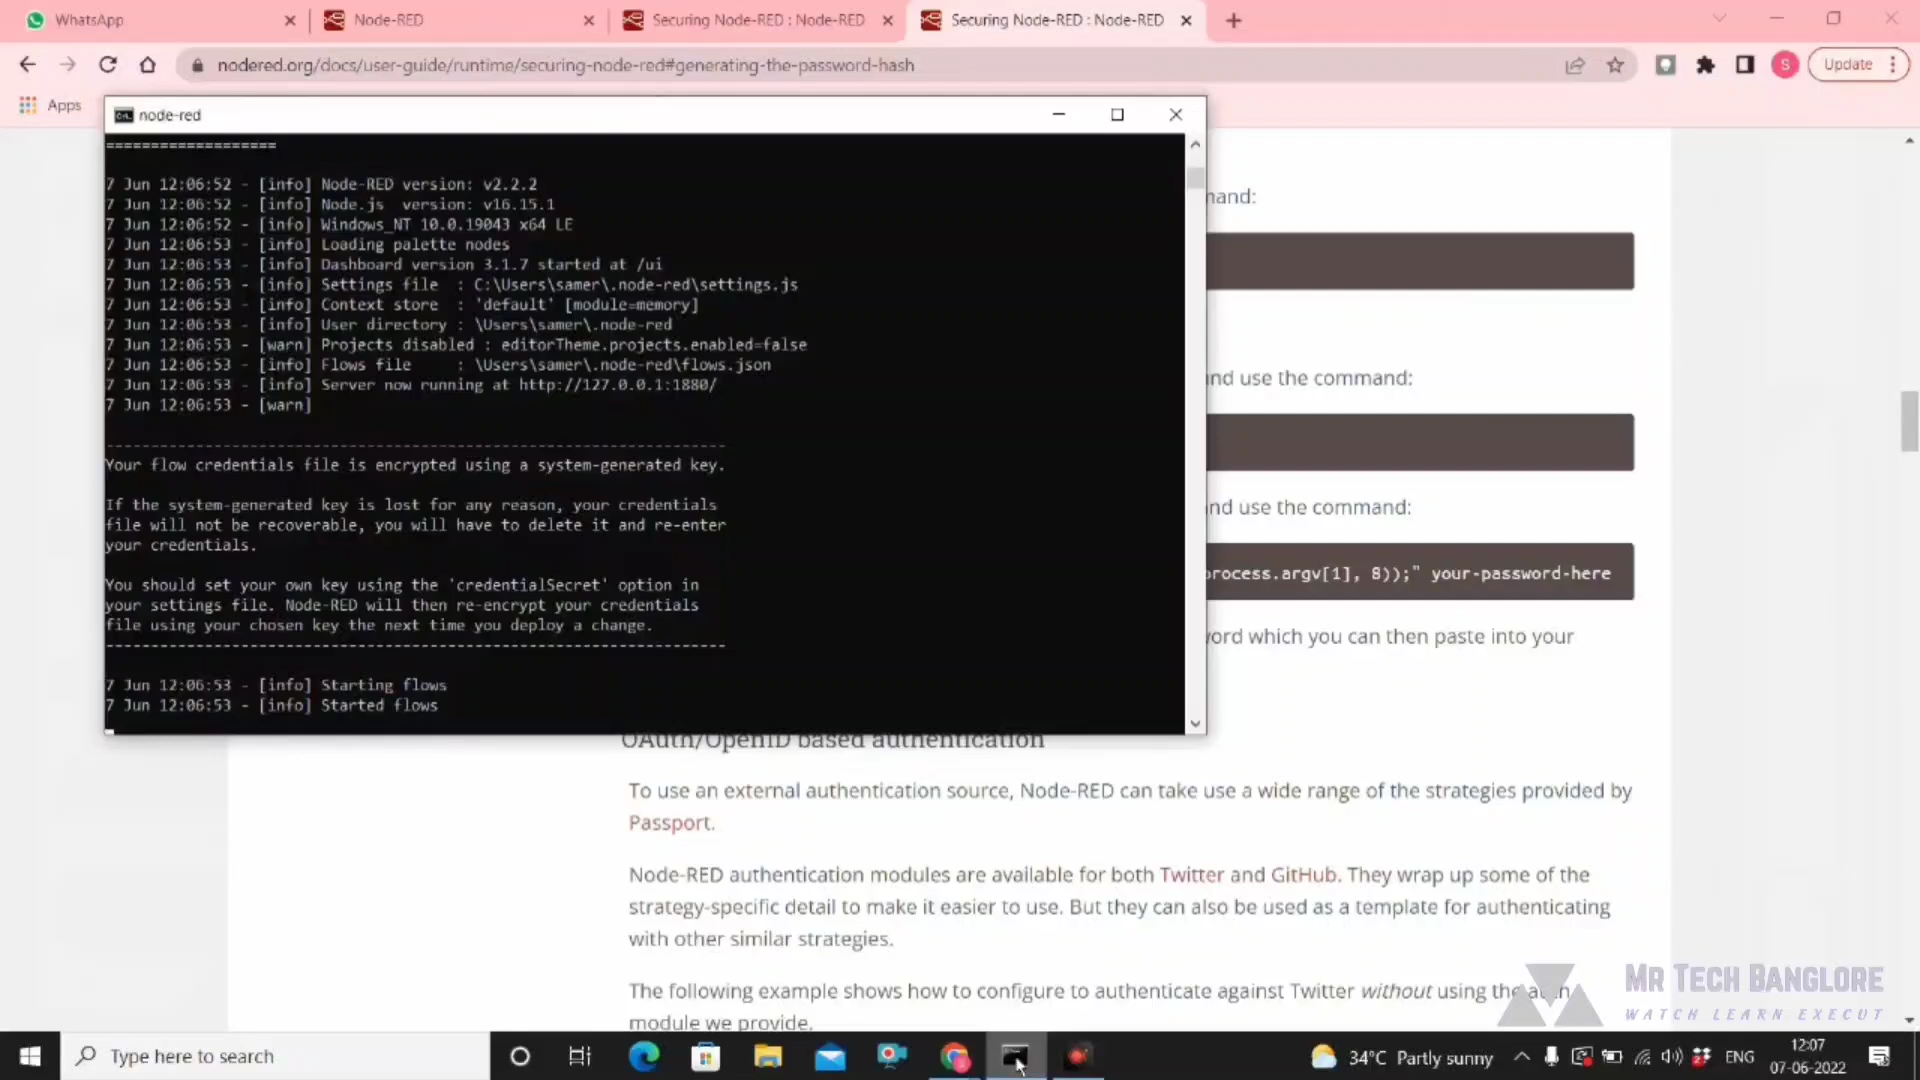 WhatsApp
Node-RED
Securing Node-RED : Node-RED
Securing Node-RED : Node-RED
nodered.org/docs/user-guide/runtime/securing-node-red#generating-the-password-hash
S
Update
Apps
node-red
===================
7 Jun 12:06:52 - [info] Node-RED version: v2.2.2
7 Jun 12:06:52 - [info] Node.js  version: v16.15.1
7 Jun 12:06:52 - [info] Windows_NT 10.0.19043 x64 LE
7 Jun 12:06:53 - [info] Loading palette nodes
7 Jun 12:06:53 - [info] Dashboard version 3.1.7 started at /ui
7 Jun 12:06:53 - [info] Settings file  : C:\Users\samer\.node-red\settings.js
7 Jun 12:06:53 - [info] Context store  : 'default' [module=memory]
7 Jun 12:06:53 - [info] User directory : \Users\samer\.node-red
7 Jun 12:06:53 - [warn] Projects disabled : editorTheme.projects.enabled=false
7 Jun 12:06:53 - [info] Flows file     : \Users\samer\.node-red\flows.json
7 Jun 12:06:53 - [info] Server now running at http://127.0.0.1:1880/
7 Jun 12:06:53 - [warn]
---------------------------------------------------------------------
Your flow credentials file is encrypted using a system-generated key.
If the system-generated key is lost for any reason, your credentials
file will not be recoverable, you will have to delete it and re-enter
your credentials.
You should set your own key using the 'credentialSecret' option in
your settings file. Node-RED will then re-encrypt your credentials
file using your chosen key the next time you deploy a change.
---------------------------------------------------------------------
7 Jun 12:06:53 - [info] Starting flows
7 Jun 12:06:53 - [info] Started flows
mand:
nd use the command:
nd use the command:
process.argv[1], 8));" your-password-here
word which you can then paste into your
OAuth/OpenID based authentication
To use an external authentication source, Node-RED can take use a wide range of the strategies provided by
Passport.
Node-RED authentication modules are available for both Twitter and GitHub. They wrap up some of the
strategy-specific detail to make it easier to use. But they can also be used as a template for authenticating
with other similar strategies.
The following example shows how to configure to authenticate against Twitter without using the auth
module we provide.
MR TECH BANGLORE
WATCH LEARN EXECUT
Type here to search
34°C Partly sunny
ENG
12:07
07-06-2022